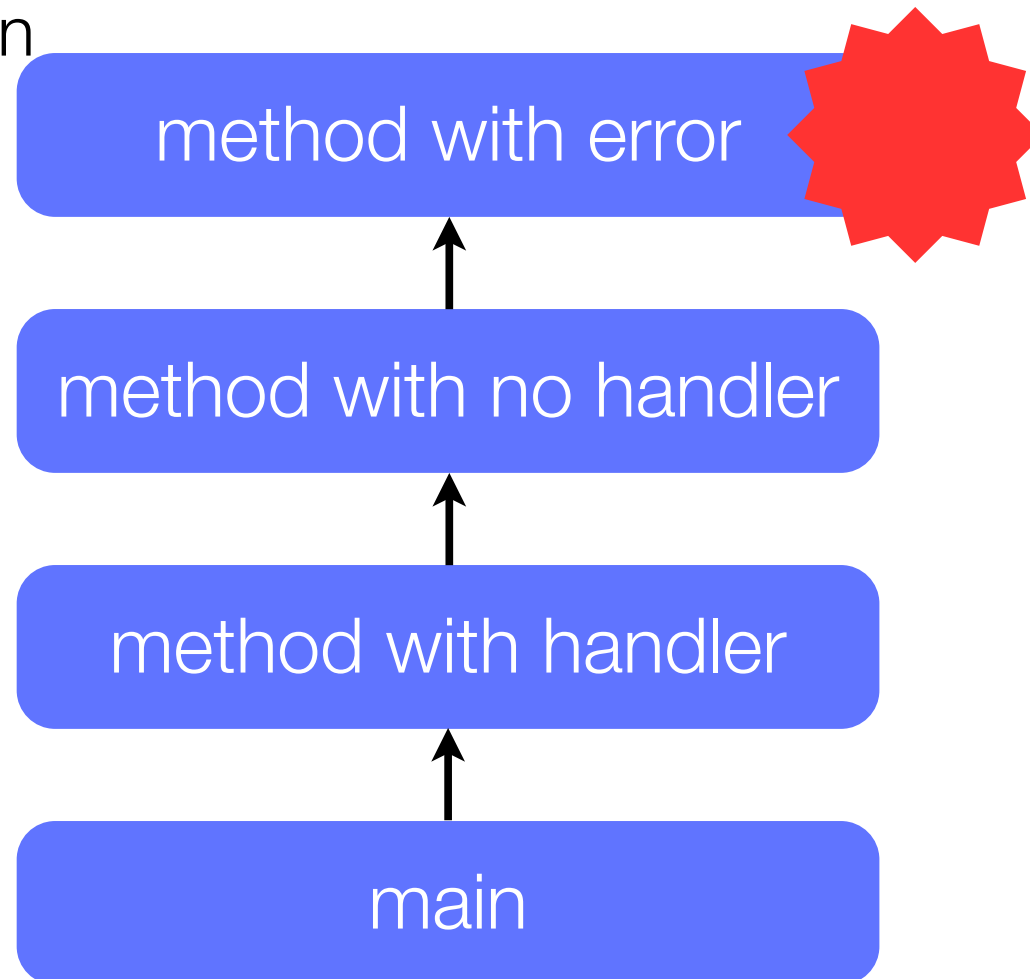 n
method with error
method with no handler
method with handler
main